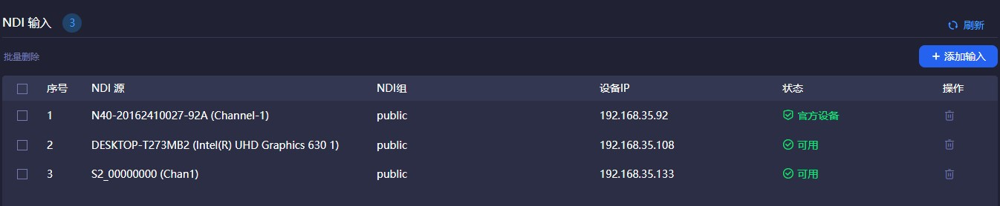 NDI 输入 3
刷新
批量删除
添加输入
序号 NDI 源 NDI组 设备IP 状态 操作
1 N40-20162410027-92A (Channel-1) public 192.168.35.92 官方设备
2 DESKTOP-T273MB2 (Intel(R) UHD Graphics 630 1) public 192.168.35.108 可用
3 S2_00000000 (Chan1) public 192.168.35.133 可用